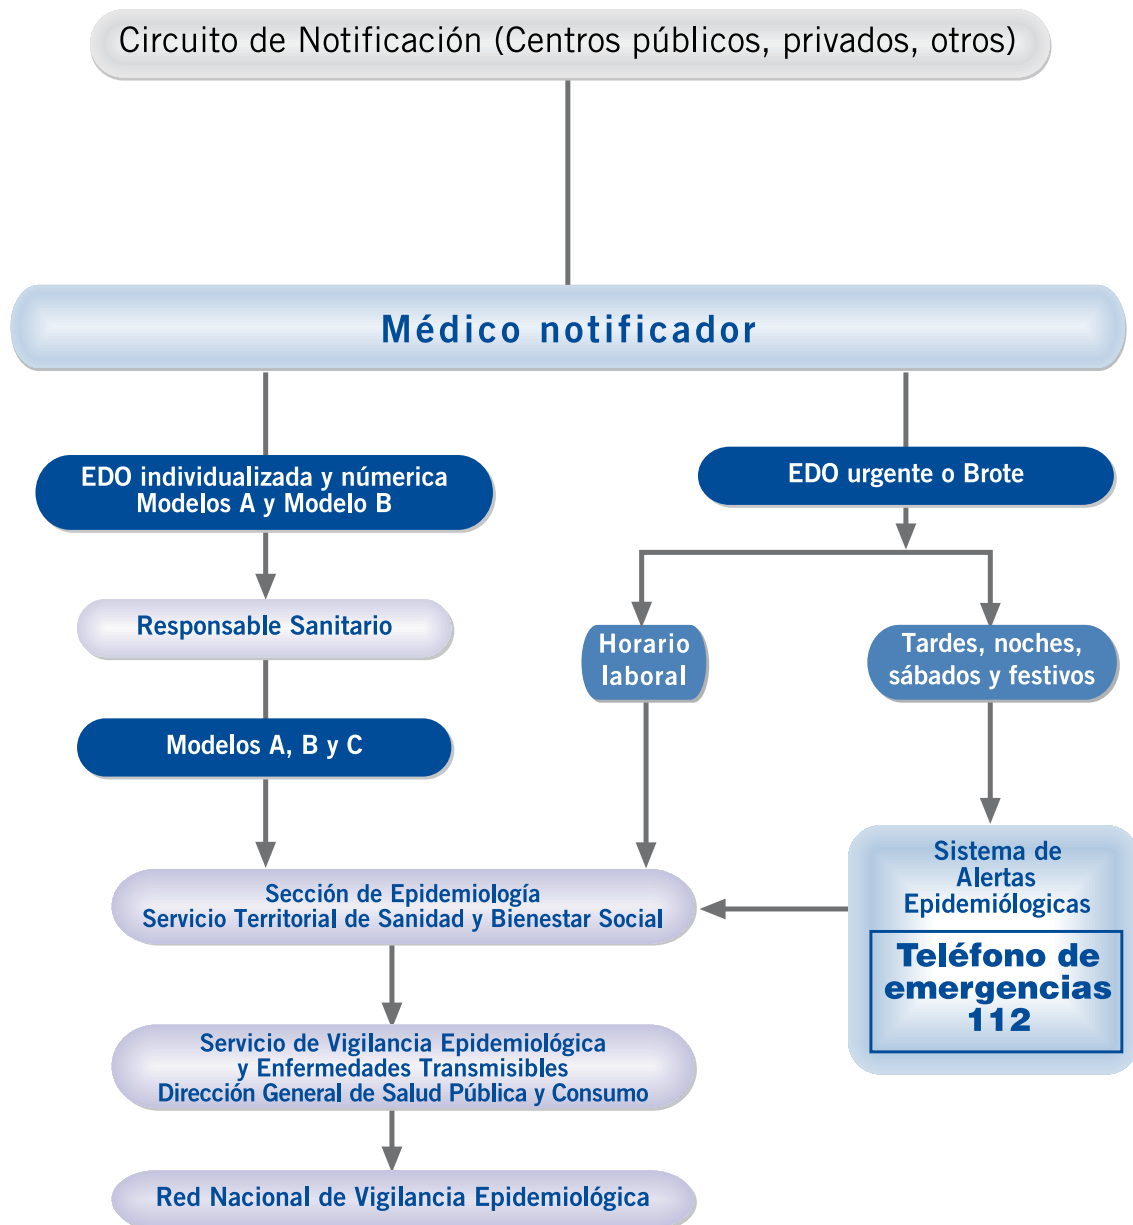 Circuito de Notificación (Centros públicos, privados, otros)
Médico notificador
EDO individualizada y númerica
Modelos A y Modelo B
EDO urgente o Brote
Responsable Sanitario
Horario
laboral
Tardes, noches,
sábados y festivos
Modelos A, B y C
Sección de Epidemiología
Servicio Territorial de Sanidad y Bienestar Social
Sistema de
Alertas
Epidemiólogicas
Teléfono de
emergencias
112
Servicio de Vigilancia Epidemiológica
y Enfermedades Transmisibles
Dirección General de Salud Pública y Consumo
Red Nacional de Vigilancia Epidemiológica